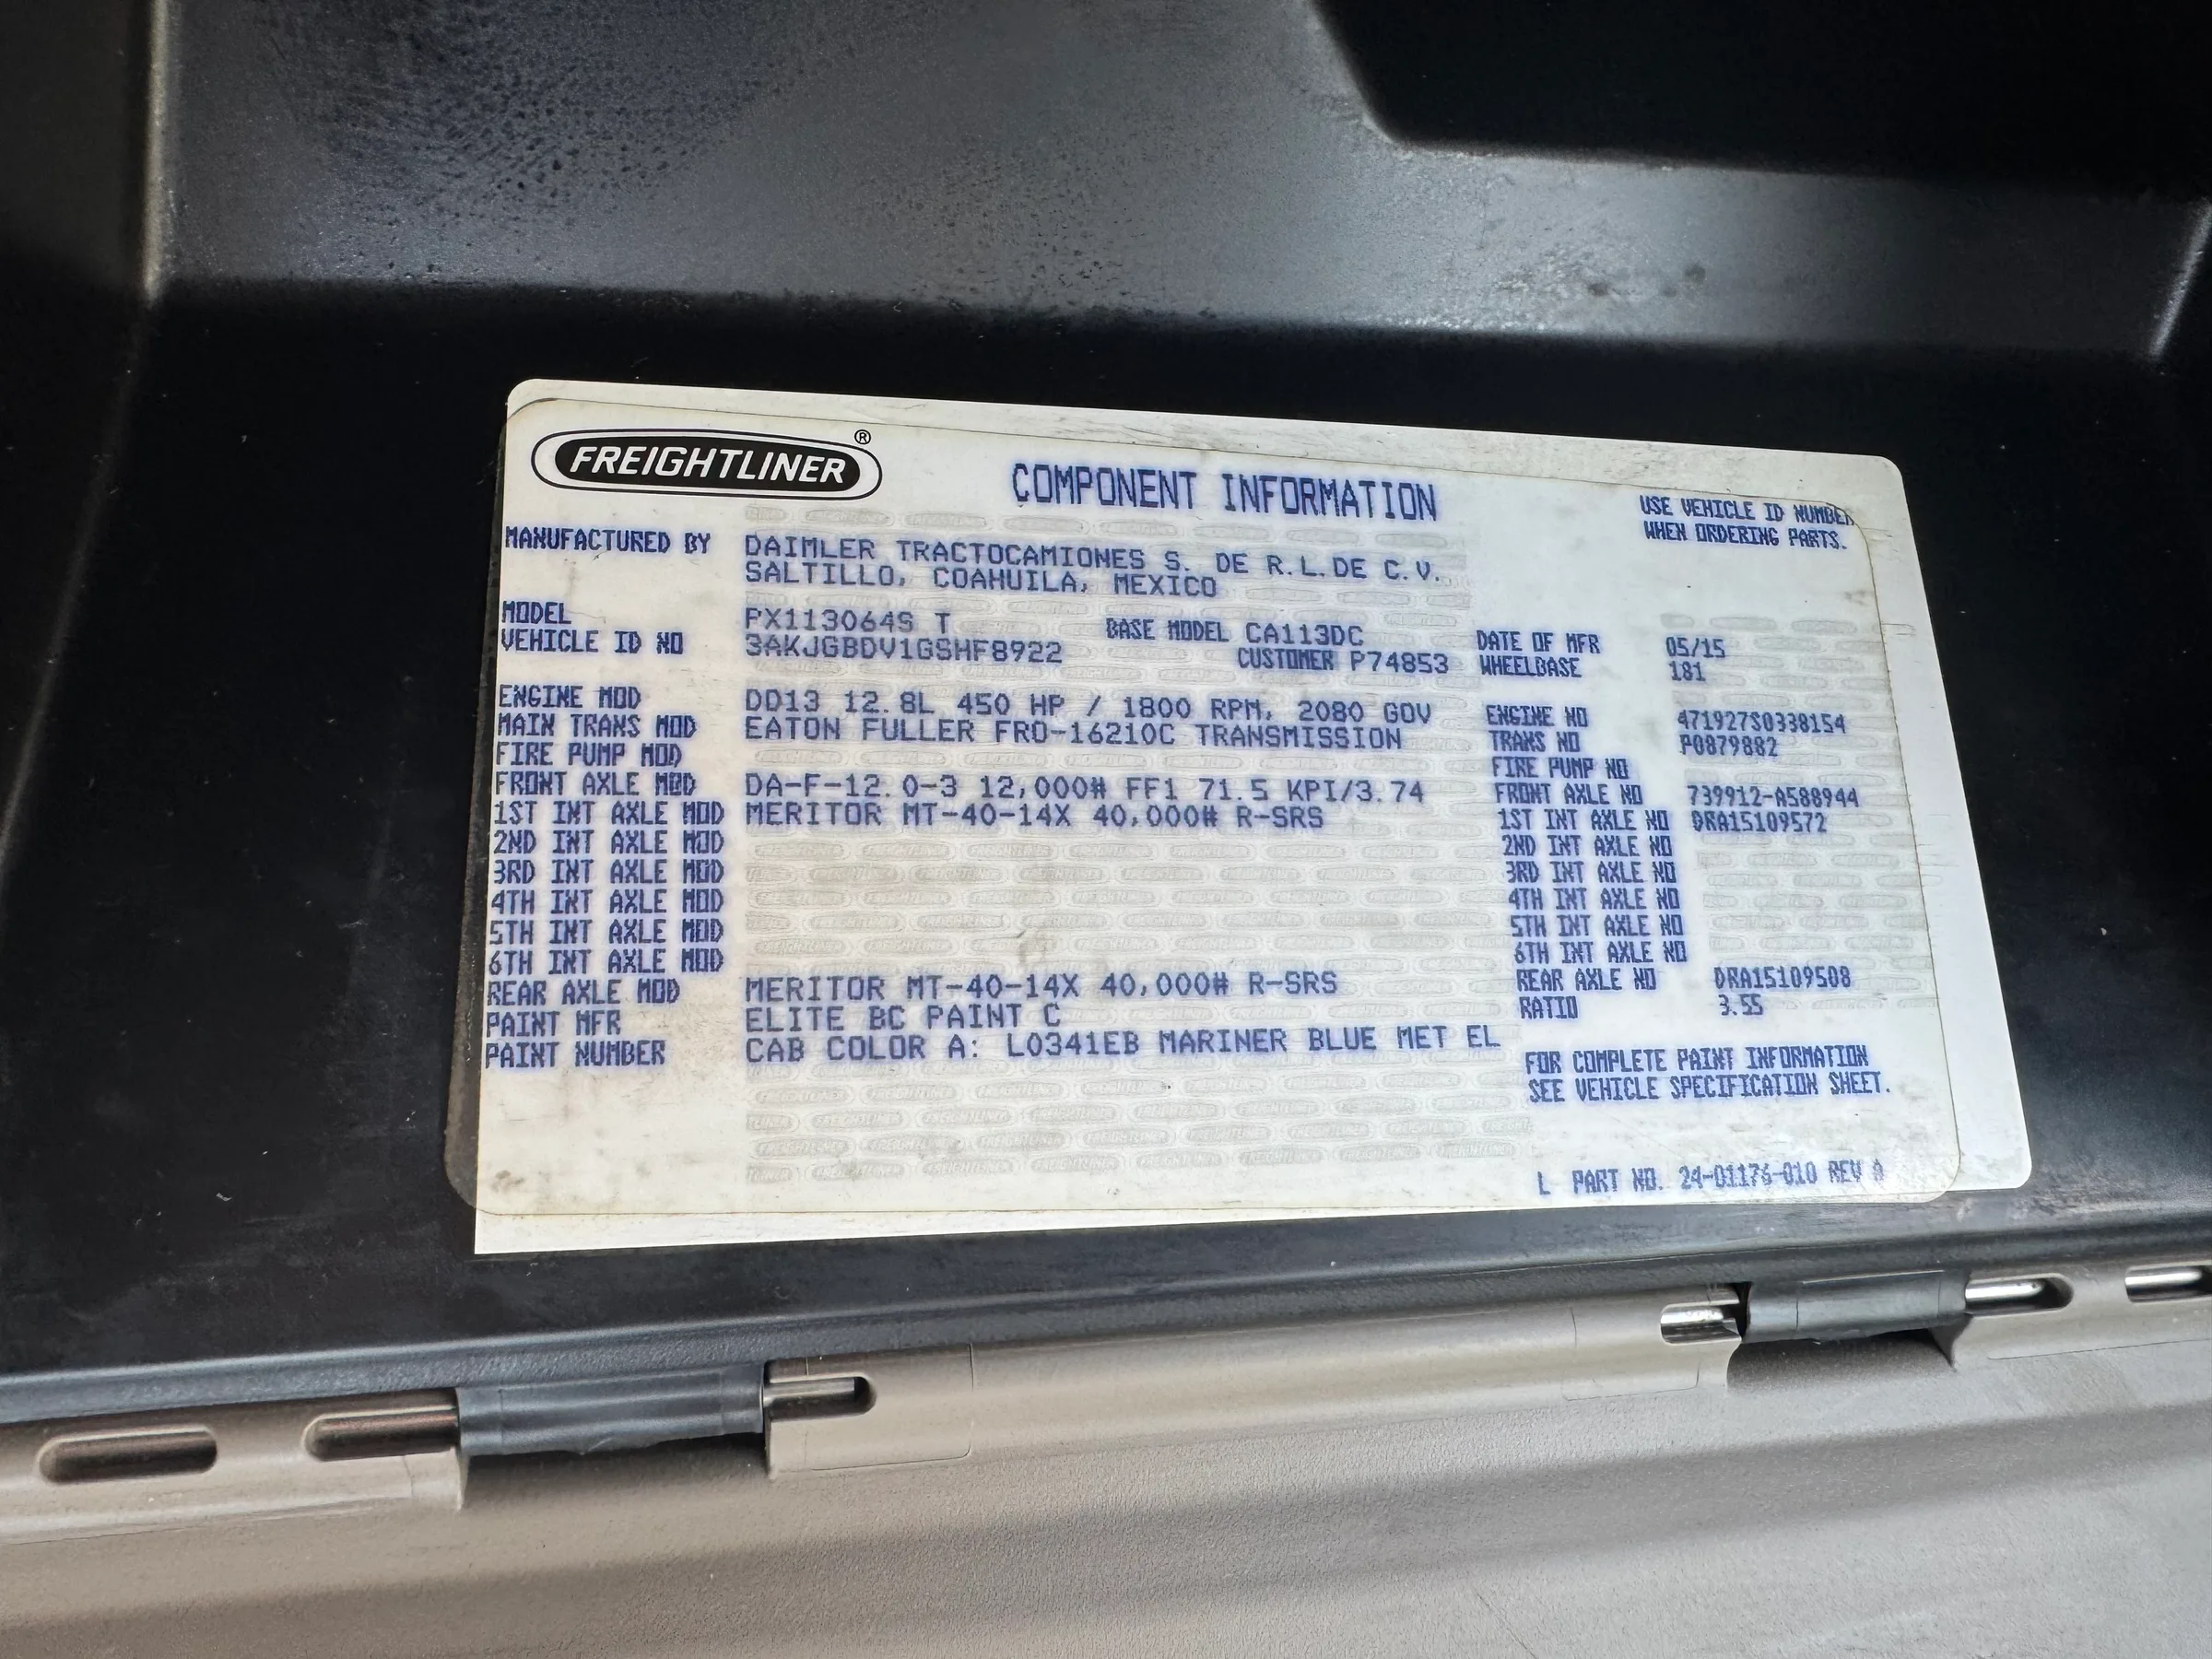 FREIGHTLINER®
COMPONENT INFORMATION
USE VEHICLE ID NUMBER
WHEN ORDERING PARTS.
MANUFACTURED BY DAIMLER TRACTOCAMIONES S. DE R.L.DE C.V.
SALTILLO, COAHUILA, MEXICO
MODEL PX113064S T BASE MODEL CA113DC DATE OF MFR 05/15
VEHICLE ID NO 3AKJGBDV1GSHF8922 CUSTOMER P74853 WHEELBASE 181
ENGINE MOD DD13 12.8L 450 HP / 1800 RPM, 2080 GOV ENGINE NO 471927S0338154
MAIN TRANS MOD EATON FULLER FRO-16210C TRANSMISSION TRANS NO P0879882
FIRE PUMP MOD FIRE PUMP NO
FRONT AXLE MOD DA-F-12.0-3 12,000# FF1 71.5 KPI/3.74 FRONT AXLE NO 739912-A588944
1ST INT AXLE MOD MERITOR MT-40-14X 40,000# R-SRS 1ST INT AXLE NO DRA15109572
2ND INT AXLE MOD 2ND INT AXLE NO
3RD INT AXLE MOD 3RD INT AXLE NO
4TH INT AXLE MOD 4TH INT AXLE NO
5TH INT AXLE MOD 5TH INT AXLE NO
6TH INT AXLE MOD 6TH INT AXLE NO
REAR AXLE MOD MERITOR MT-40-14X 40,000# R-SRS REAR AXLE NO DRA15109508
PAINT MFR ELITE BC PAINT C RATIO 3.55
PAINT NUMBER CAB COLOR A: L0341EB MARINER BLUE MET EL
FOR COMPLETE PAINT INFORMATION
SEE VEHICLE SPECIFICATION SHEET.
L PART NO. 24-01176-010 REV A